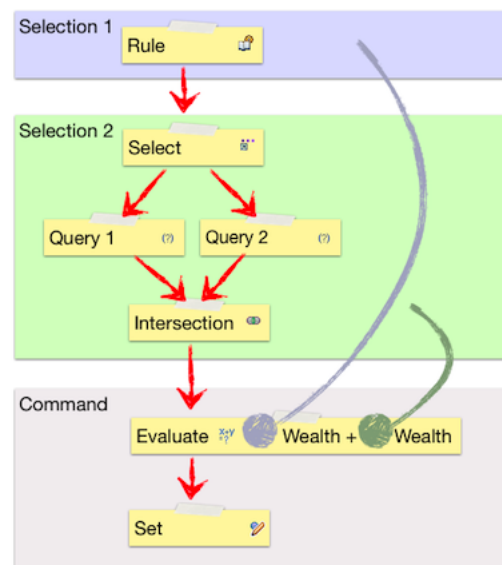 Selection 1
Rule
Selection 2
Select
Query 1 (?)
Query 2 (?)
Intersection
Command
Evaluate x+y =? Wealth + Wealth
Set